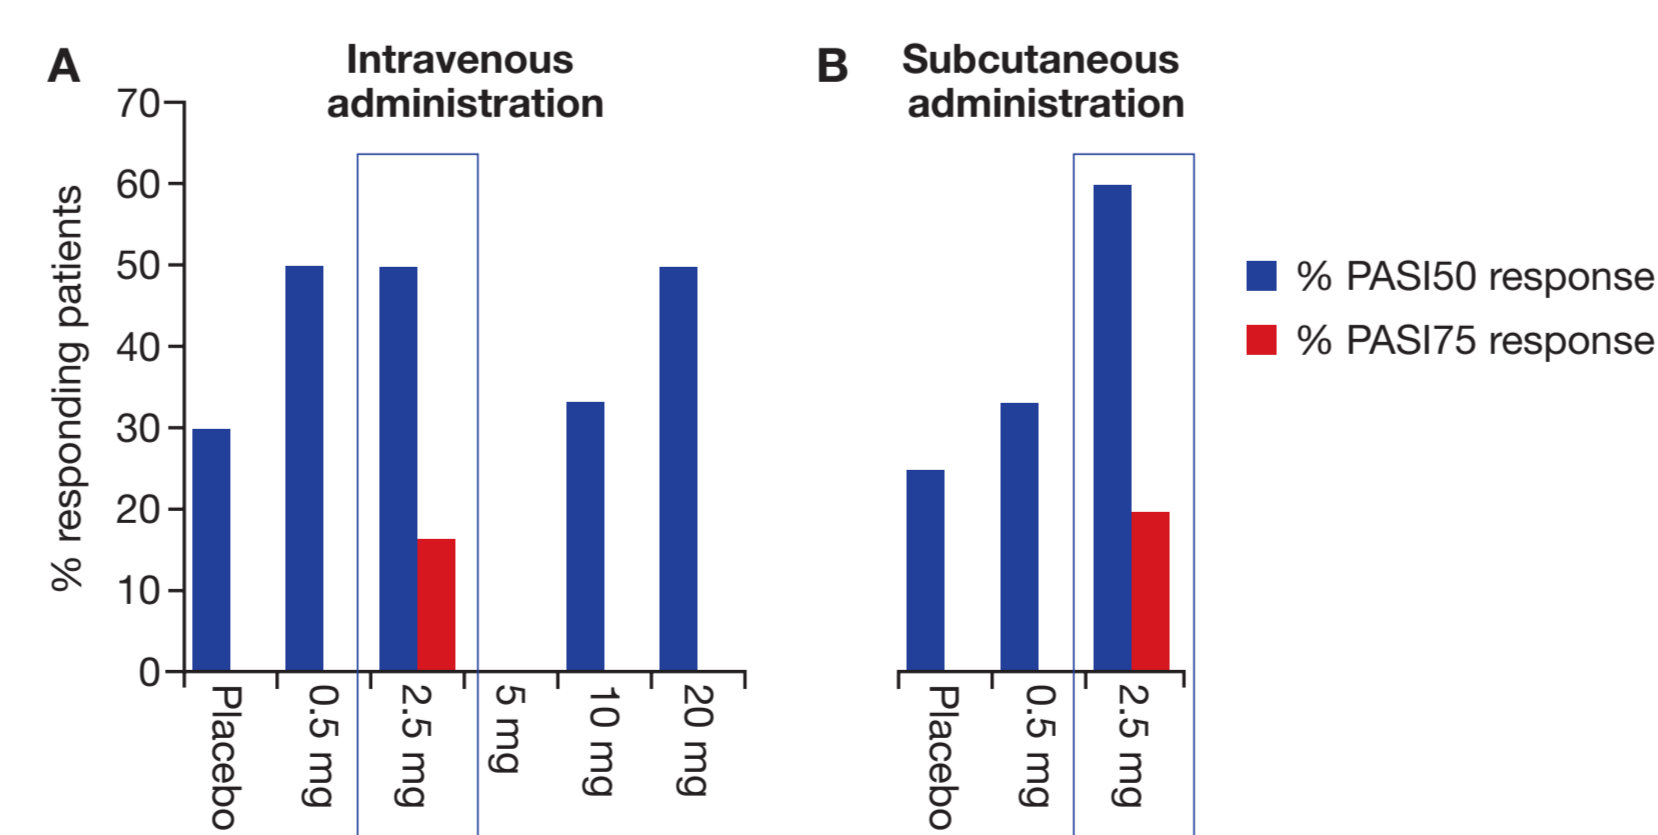 A
Intravenous
administration
70
60
50
40
30
20
10
0
% responding patients
Placebo
0.5 mg
2.5 mg
5 mg
10 mg
20 mg
B
Subcutaneous
administration
Placebo
0.5 mg
2.5 mg
% PASI50 response
% PASI75 response